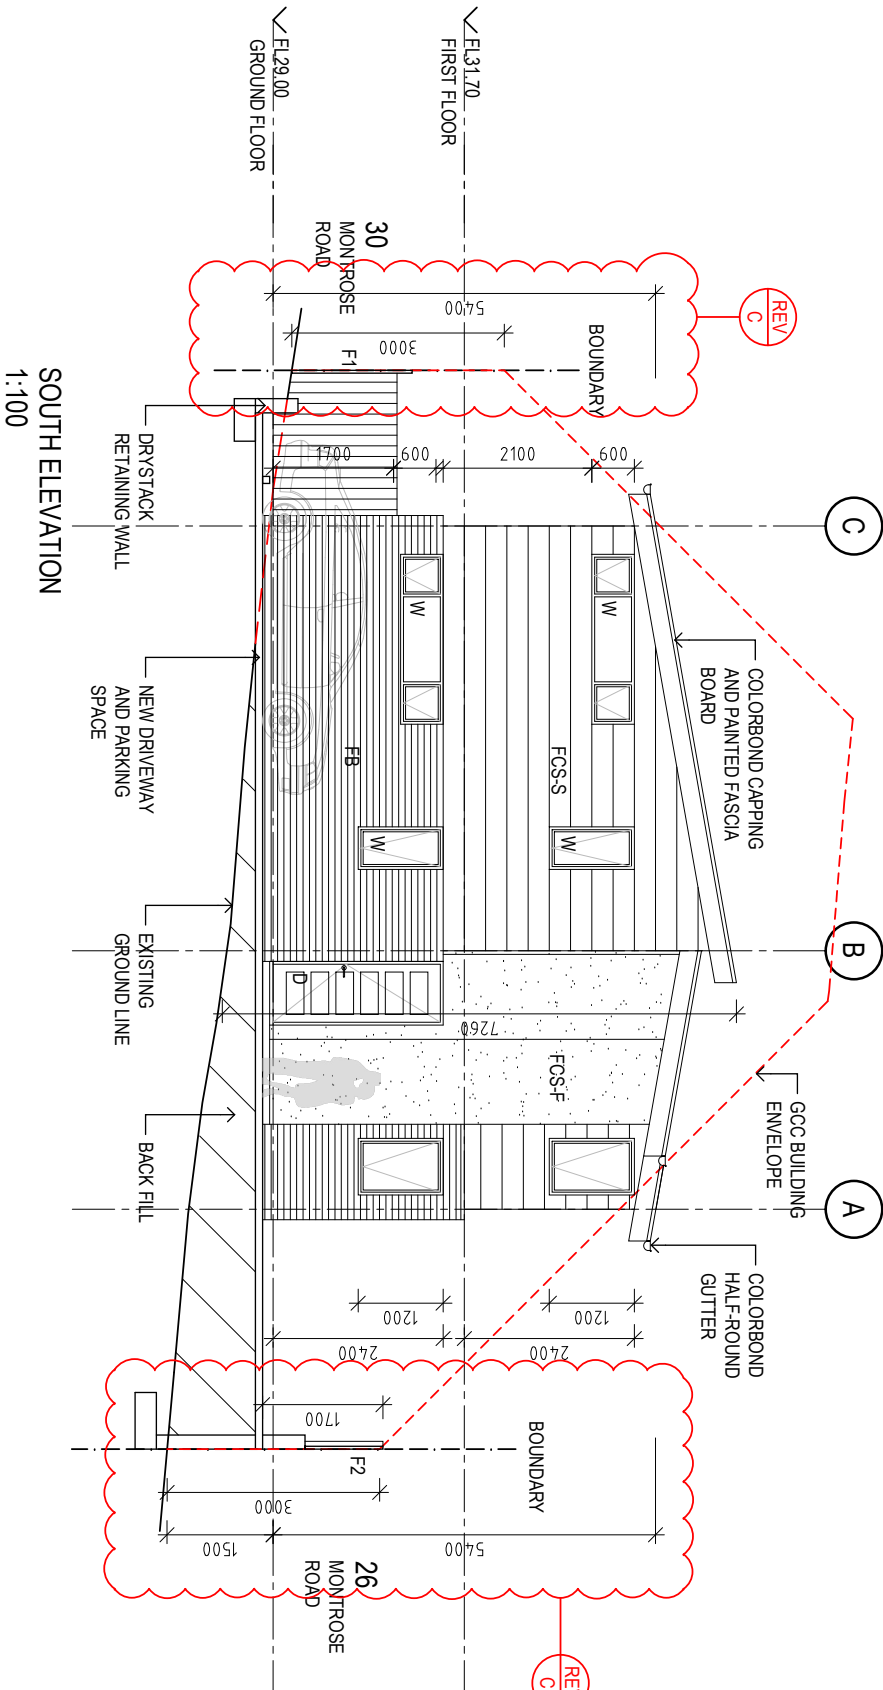 FL31.70
FIRST FLOOR
FL29.00
GROUND FLOOR
30
MONTROSE
ROAD
REV
C
BOUNDARY
5400
3000
F1
1700
600
2100
600
C
B
A
COLORBOND CAPPING
AND PAINTED FASCIA
BOARD
GCC BUILDING
ENVELOPE
COLORBOND
HALF-ROUND
GUTTER
W
W
W
W
FCS-S
FB
FCS-F
D
7260
1200
1200
2400
2400
1700
F2
BOUNDARY
3000
1500
5400
26
MONTROSE
ROAD
C
DRYSTACK
RETAINING WALL
NEW DRIVEWAY
AND PARKING
SPACE
EXISTING
GROUND LINE
BACK FILL
SOUTH ELEVATION
1:100